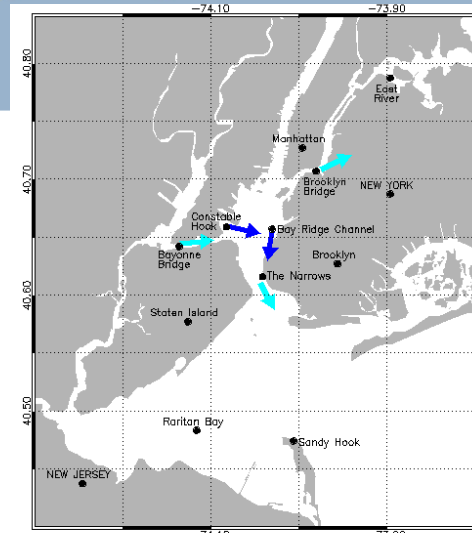 −74.10 −73.90
40.80
East
River
Manhattan
40.70
Brooklyn
Bridge
NEW YORK
Constable
Hook
Bay Ridge Channel
Bayonne
Bridge
Brooklyn
The Narrows
40.60
Staten Island
40.50
Raritan Bay
Sandy Hook
NEW JERSEY